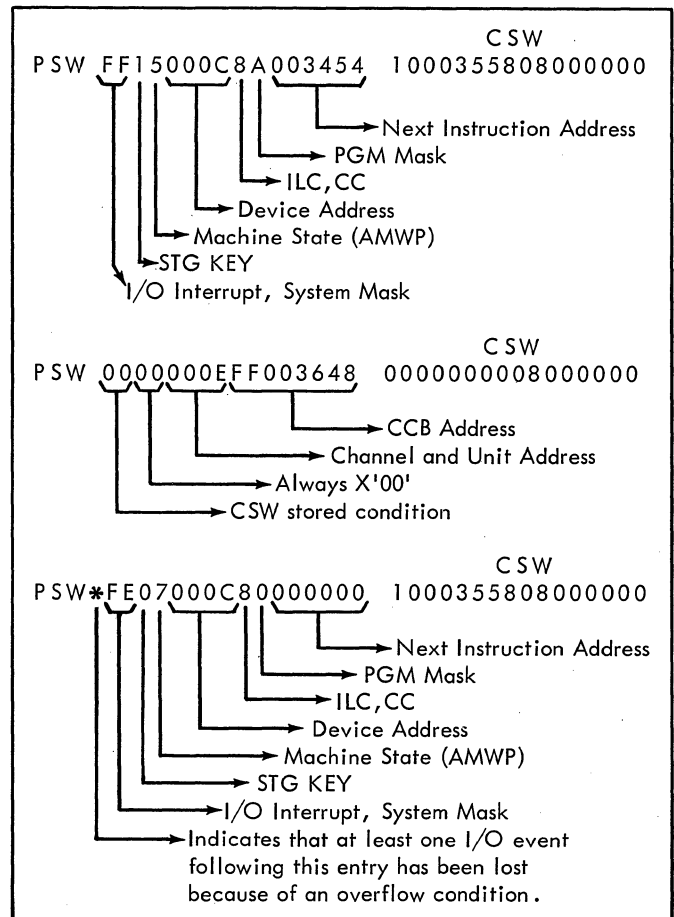 CSW
PSW FF15000C8A003454 1000355808000000
Next Instruction Address
PGM Mask
ILC,CC
Device Address
Machine State (AMWP)
STG KEY
I/O Interrupt, System Mask
CSW
PSW 0000000EFF003648 0000000008000000
CCB Address
Channel and Unit Address
Always X'00'
CSW stored condition
CSW
PSW*FE07000C80000000 1000355808000000
Next Instruction Address
PGM Mask
ILC,CC
Device Address
Machine State (AMWP)
STG KEY
I/O Interrupt, System Mask
Indicates that at least one I/O event
following this entry has been lost
because of an overflow condition.